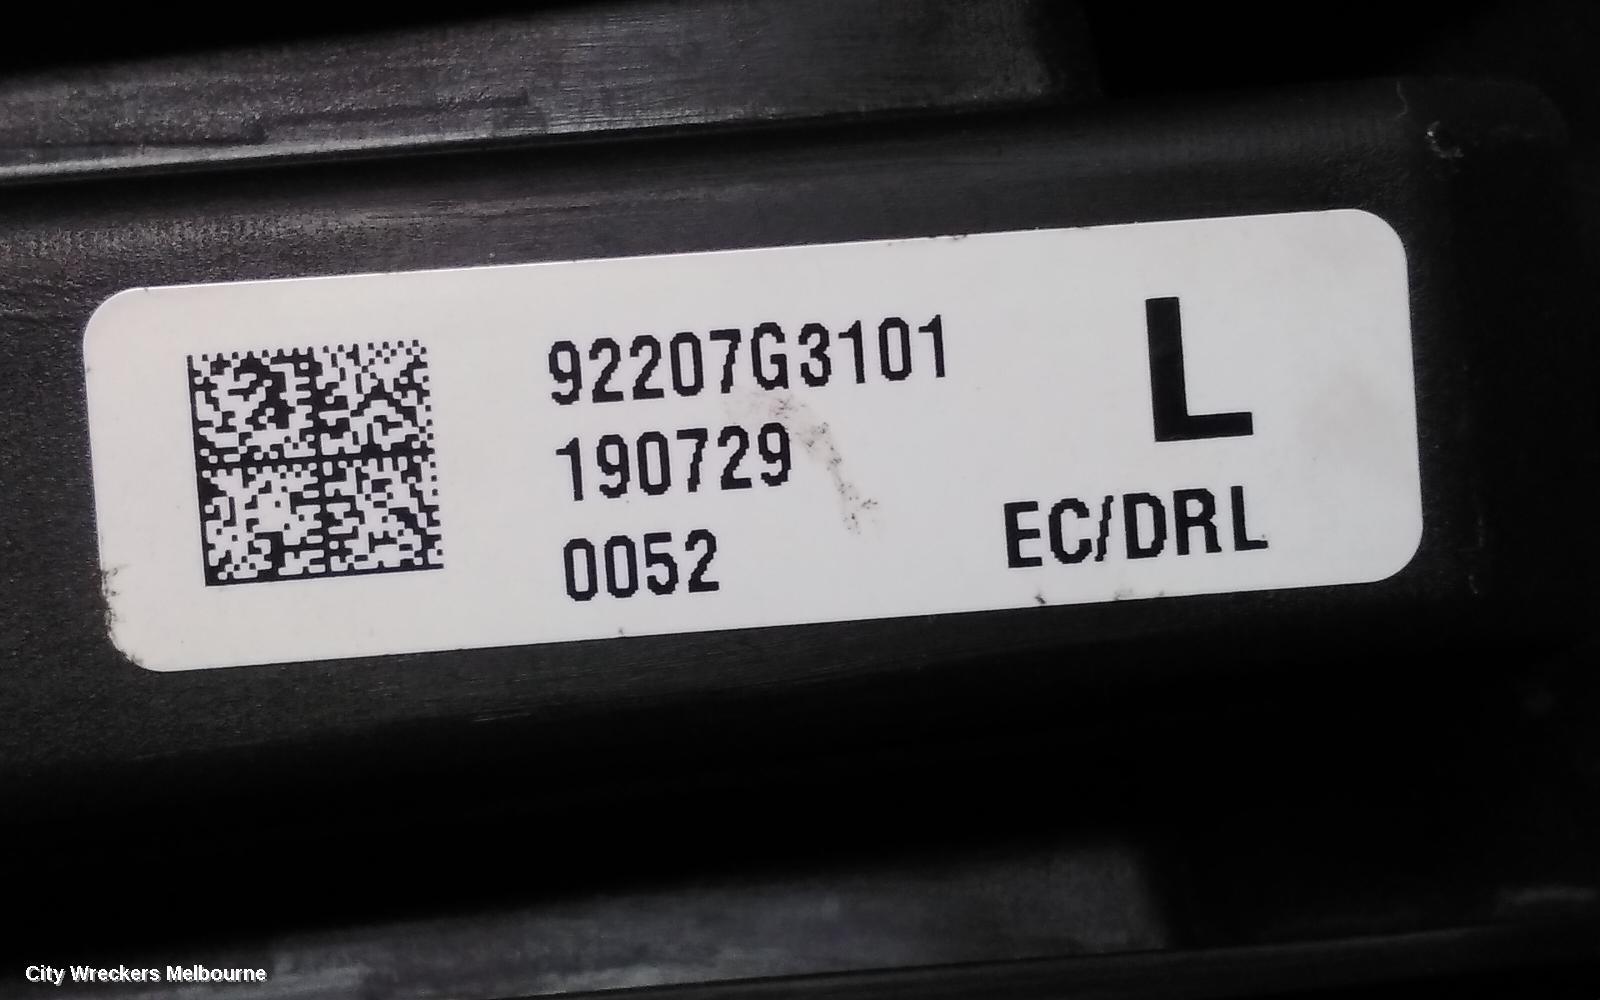 92207G3101
190729
0052
L
EC/DRL
City Wreckers Melbourne